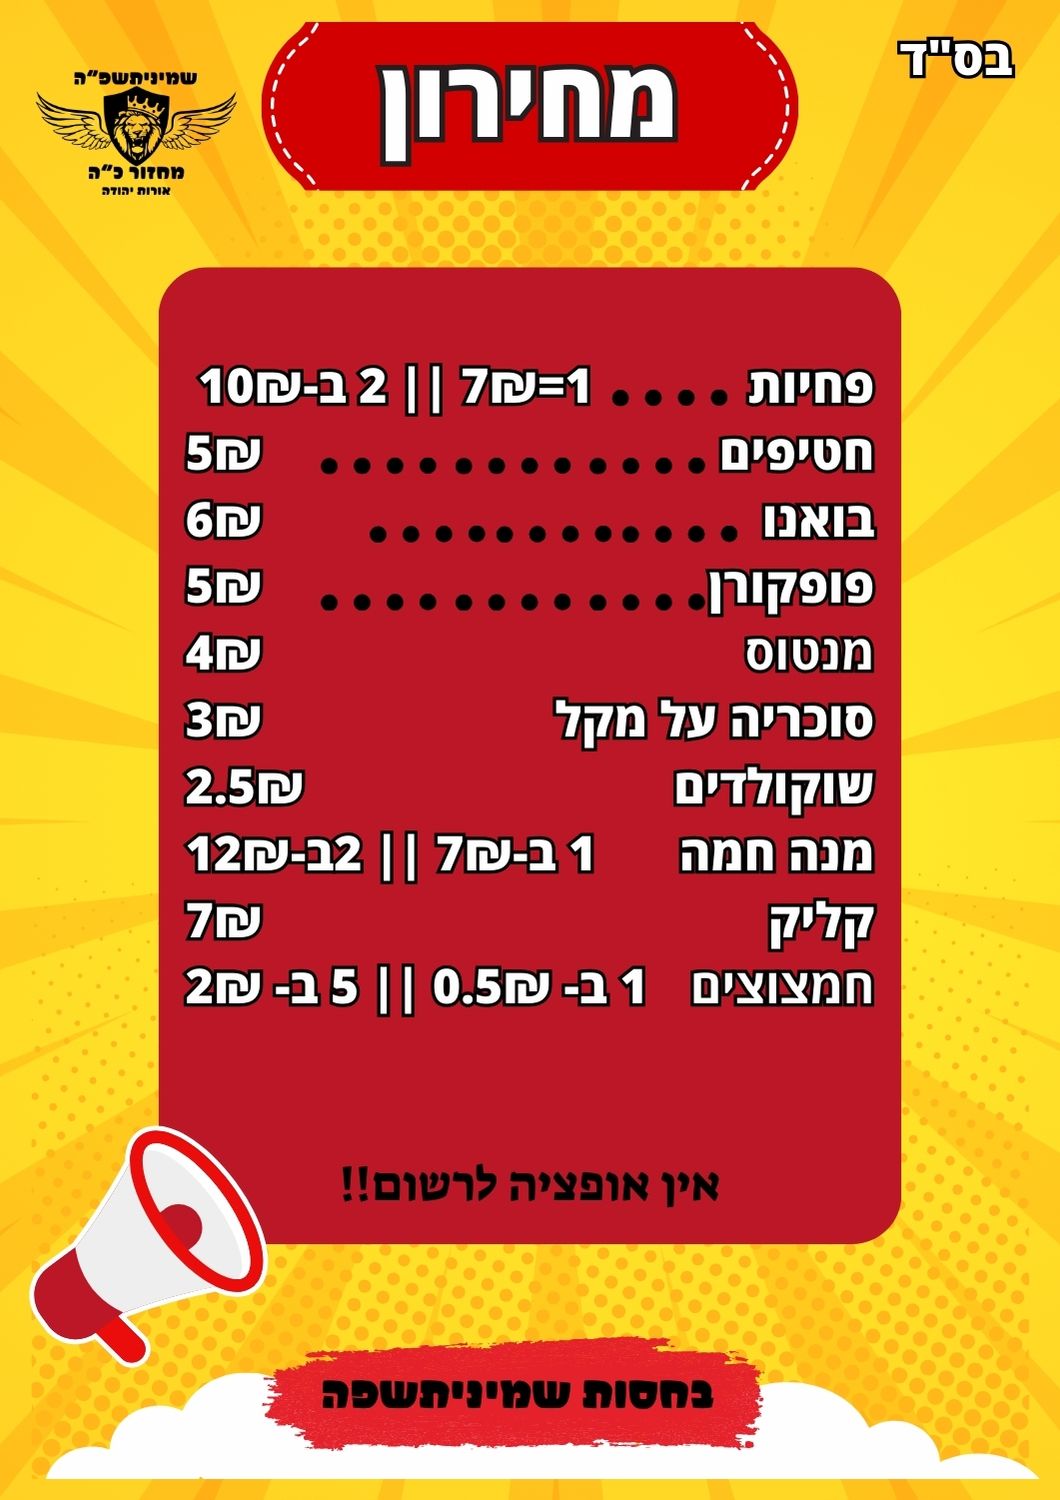 בס"ד
מחירון
שמיניתשפ״ה
מחזור כ״ה
אורות יהודה
פחיות . . . . 1=7₪ || 2 ב-10₪
חטיפים . . . . . . . . . . . . 5₪
בואנו . . . . . . . . . . . . 6₪
פופקורן . . . . . . . . . . . . 5₪
מנטוס 4₪
סוכריה על מקל 3₪
שוקולדים 2.5₪
מנה חמה 1 ב-7₪ || 2ב-12₪
קליק 7₪
חמצוצים 1 ב- 0.5₪ || 5 ב- 2₪
אין אופציה לרשום!!
בחסות שמיניתשפה